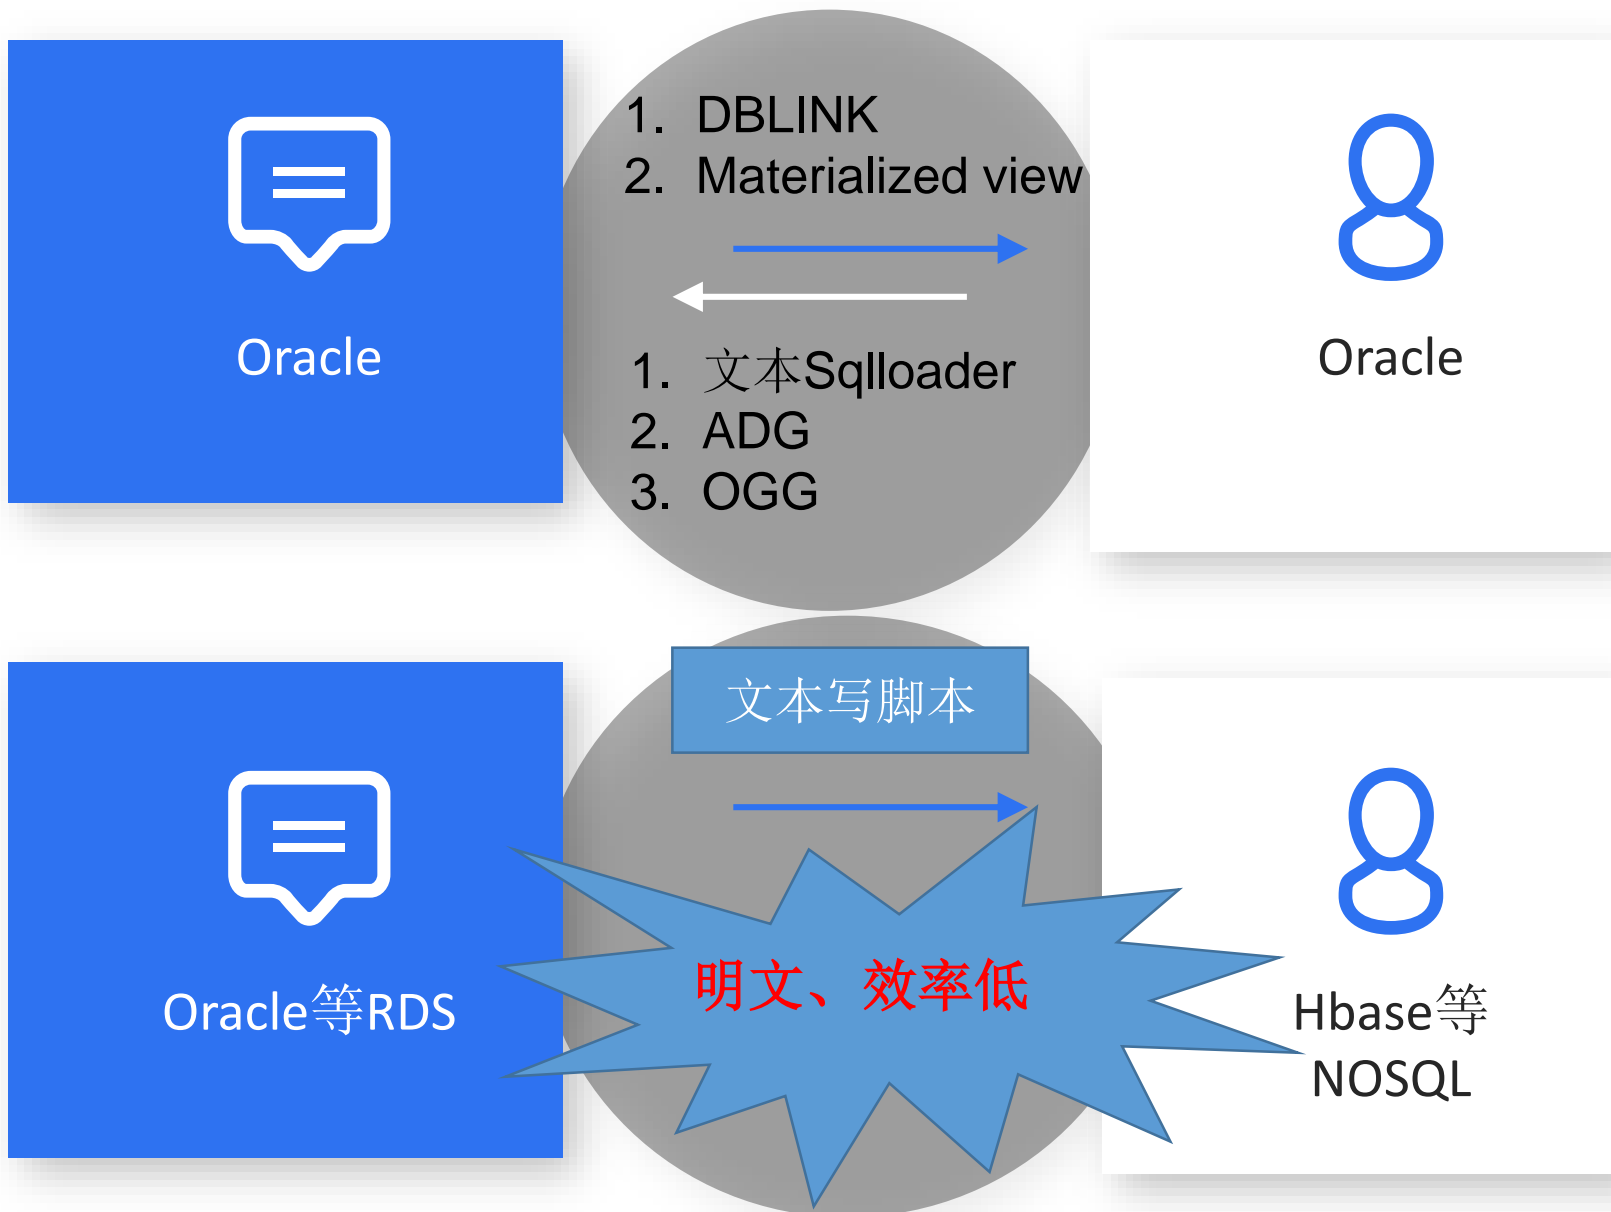 Oracle
1. DBLINK
2. Materialized view
1. 文本Sqlloader
2. ADG
3. OGG
Oracle
Oracle等RDS
文本写脚本
明文、效率低
Hbase等
NOSQL